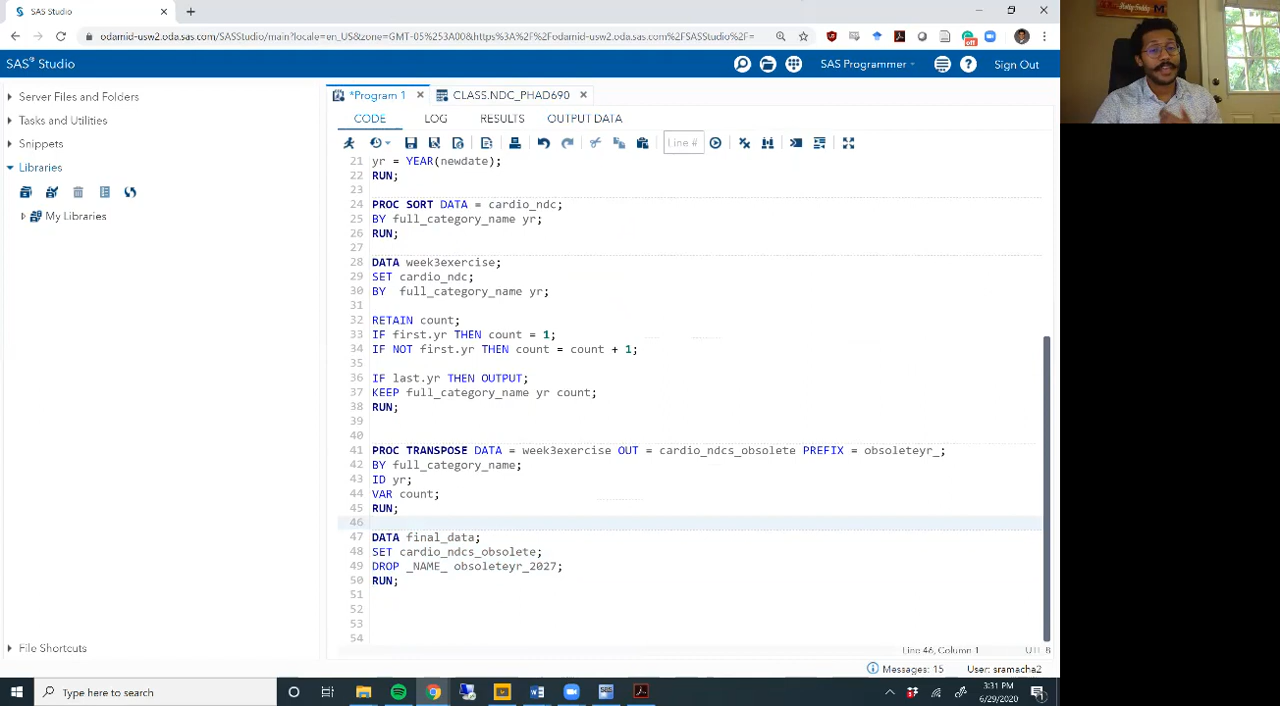 SAS Studio
odamid-usw2.oda.sas.com/SASStudio/main?locale=en_US&zone=GMT-05%253A00&https%3A%2F%2Fodamid-usw2.oda.sas.com%2FSASStudio%2F=
off
SAS® Studio
SAS Programmer
Sign Out
Server Files and Folders
Tasks and Utilities
Snippets
Libraries
My Libraries
File Shortcuts
*Program 1
CLASS.NDC_PHAD690
CODE
LOG
RESULTS
OUTPUT DATA
Line #
21 yr = YEAR(newdate);
22 RUN;
23
24 PROC SORT DATA = cardio_ndc;
25 BY full_category_name yr;
26 RUN;
27
28 DATA week3exercise;
29 SET cardio_ndc;
30 BY full_category_name yr;
31
32 RETAIN count;
33 IF first.yr THEN count = 1;
34 IF NOT first.yr THEN count = count + 1;
35
36 IF last.yr THEN OUTPUT;
37 KEEP full_category_name yr count;
38 RUN;
39
40
41 PROC TRANSPOSE DATA = week3exercise OUT = cardio_ndcs_obsolete PREFIX = obsoleteyr_;
42 BY full_category_name;
43 ID yr;
44 VAR count;
45 RUN;
46
47 DATA final_data;
48 SET cardio_ndcs_obsolete;
49 DROP _NAME_ obsoleteyr_2027;
50 RUN;
51
52
53
54
Line 46, Column 1
Messages: 15
User: sramacha2
Type here to search
3:31 PM
6/29/2020